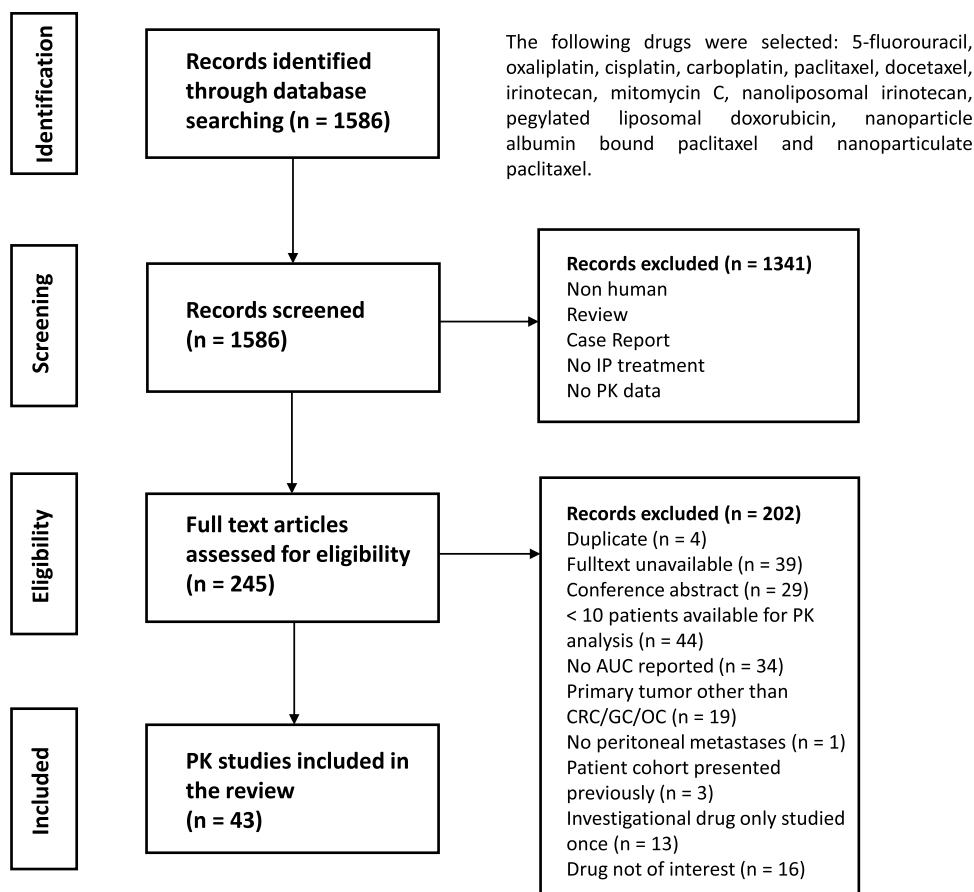 Identification
Records identified
through database
searching (n = 1586)
The following drugs were selected: 5-fluorouracil,
oxaliplatin, cisplatin, carboplatin, paclitaxel, docetaxel,
irinotecan, mitomycin C, nanoliposomal irinotecan,
pegylated liposomal doxorubicin, nanoparticle
albumin bound paclitaxel and nanoparticulate
paclitaxel.
Screening
Records screened
(n = 1586)
Records excluded (n = 1341)
Non human
Review
Case Report
No IP treatment
No PK data
Eligibility
Full text articles
assessed for eligibility
(n = 245)
Records excluded (n = 202)
Duplicate (n = 4)
Fulltext unavailable (n = 39)
Conference abstract (n = 29)
< 10 patients available for PK
analysis (n = 44)
No AUC reported (n = 34)
Primary tumor other than
CRC/GC/OC (n = 19)
No peritoneal metastases (n = 1)
Patient cohort presented
previously (n = 3)
Investigational drug only studied
once (n = 13)
Drug not of interest (n = 16)
Included
PK studies included in
the review
(n = 43)